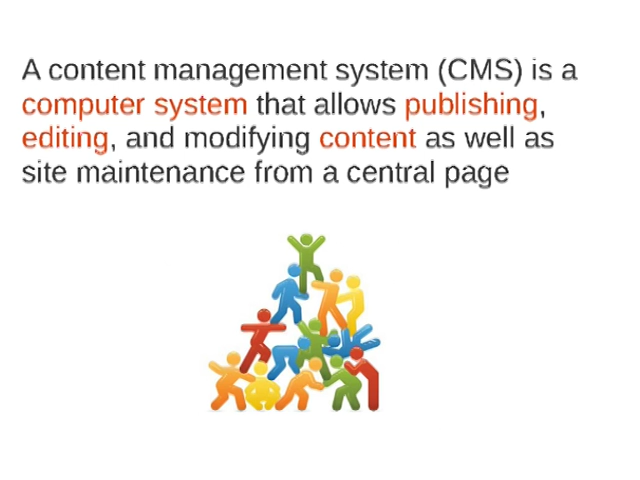 A content management system (CMS) is a
computer system that allows publishing,
editing, and modifying content as well as
site maintenance from a central page